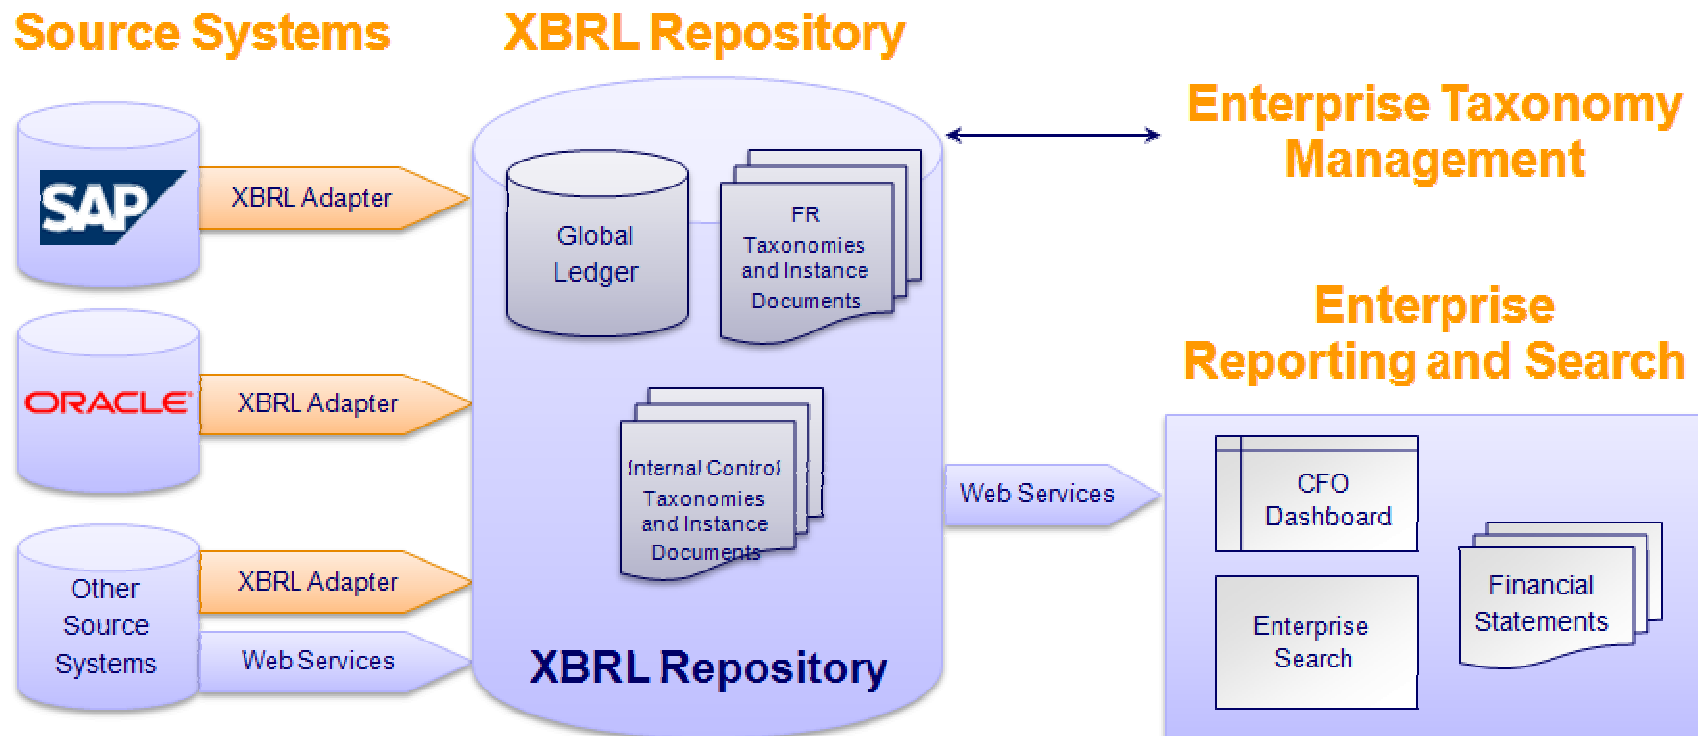 Source Systems
XBRL Repository
Enterprise Taxonomy
Management
SAP
XBRL Adapter
Global
Ledger
FR
Taxonomies
and Instance
Documents
Enterprise
Reporting and Search
ORACLE
XBRL Adapter
Internal Control
Taxonomies
and Instance
Documents
Web Services
CFO
Dashboard
Other
Source
Systems
XBRL Adapter
Web Services
XBRL Repository
Enterprise
Search
Financial
Statements